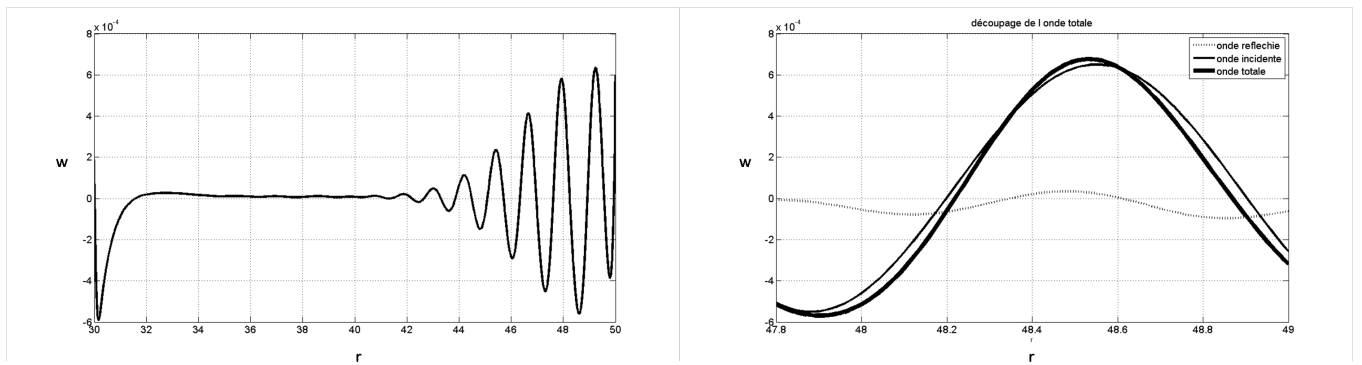 x 10-4
8
6
4
2
0
-2
-4
-6
w
30 32 34 36 38 40 42 44 46 48 50
r
découpage de l onde totale
x 10-4
8
6
4
2
0
-2
-4
-6
w
onde reflechie
onde incidente
onde totale
47.8 48 48.2 48.4 48.6 48.8 49
r
r